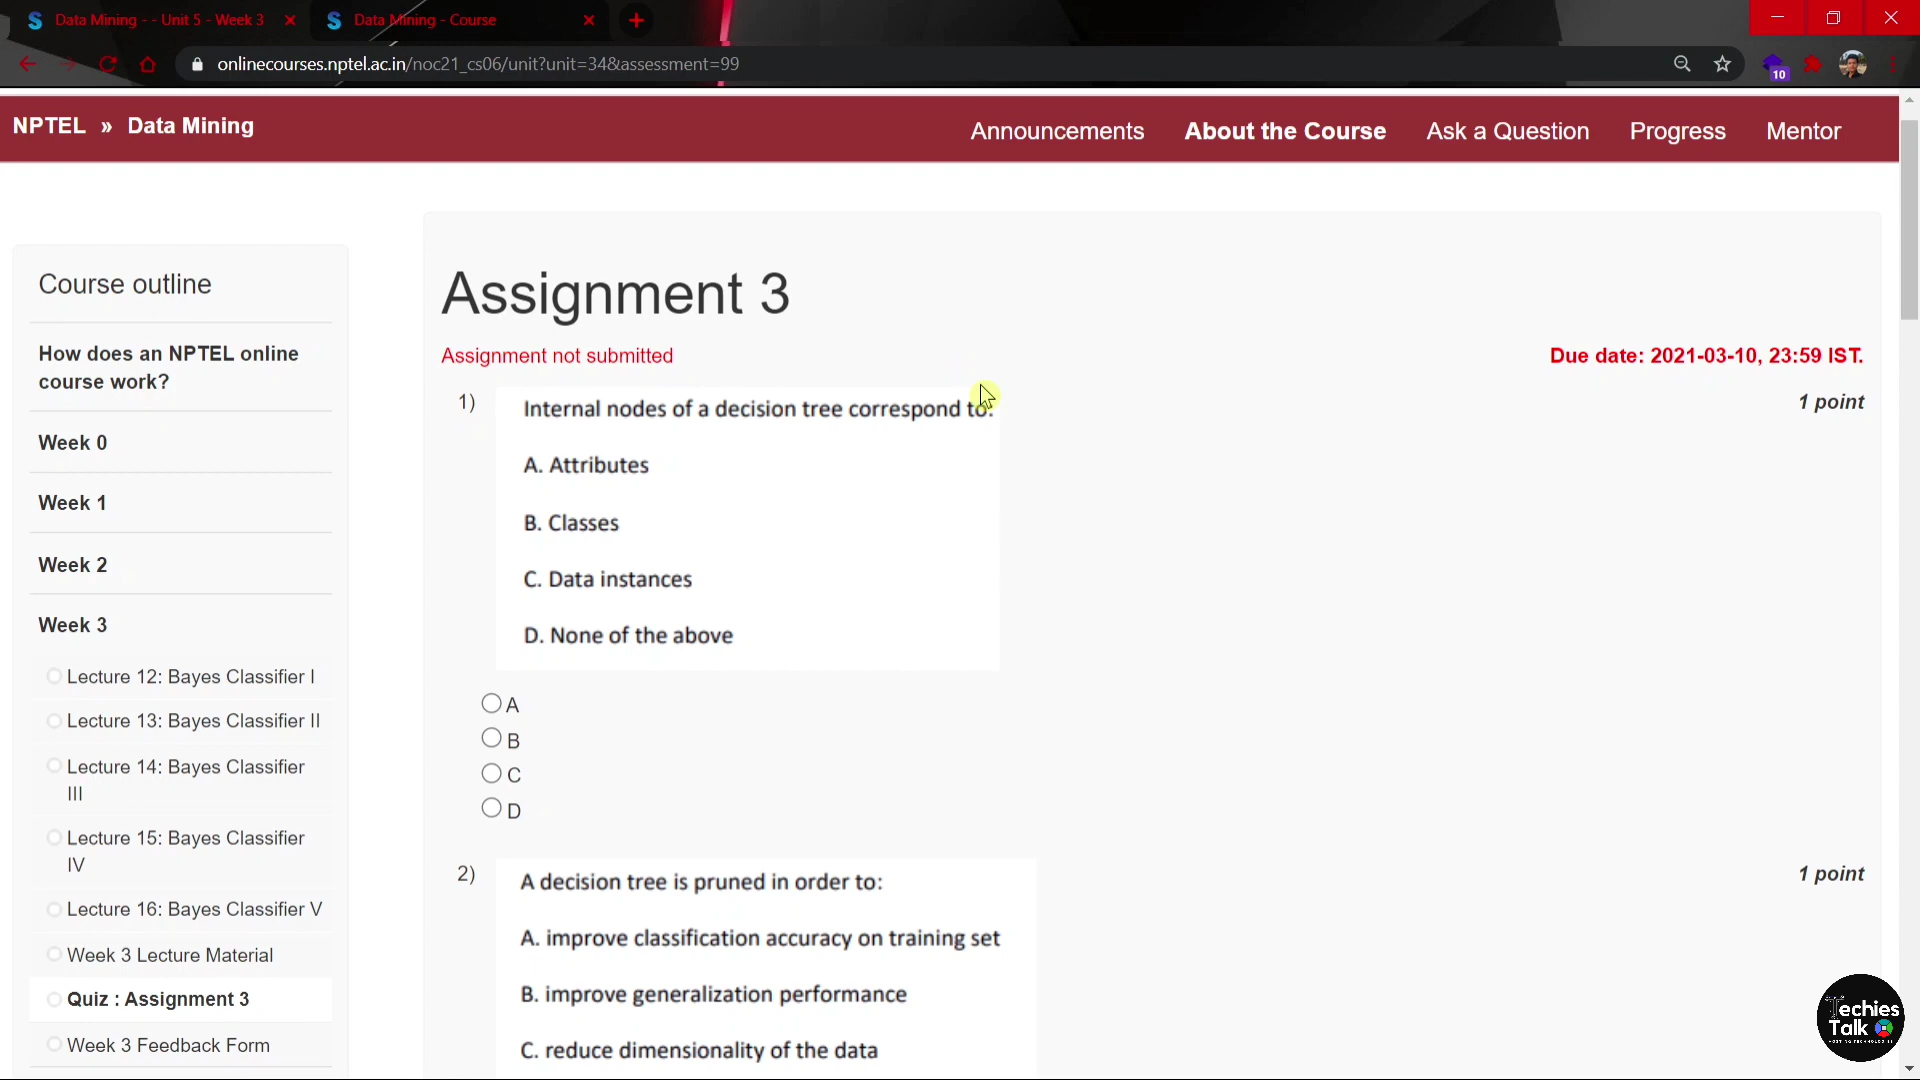 Data Mining - - Unit 5 - Week 3
Data Mining - Course
onlinecourses.nptel.ac.in/noc21_cs06/unit?unit=34&assessment=99
10
NPTEL » Data Mining
Announcements
About the Course
Ask a Question
Progress
Mentor
Course outline
How does an NPTEL online
course work?
Week 0
Week 1
Week 2
Week 3
Lecture 12: Bayes Classifier I
Lecture 13: Bayes Classifier II
Lecture 14: Bayes Classifier
III
Lecture 15: Bayes Classifier
IV
Lecture 16: Bayes Classifier V
Week 3 Lecture Material
Quiz : Assignment 3
Week 3 Feedback Form
Assignment 3
Assignment not submitted
Due date: 2021-03-10, 23:59 IST.
1)
1 point
Internal nodes of a decision tree correspond to:
A. Attributes
B. Classes
C. Data instances
D. None of the above
A
B
C
D
2)
1 point
A decision tree is pruned in order to:
A. improve classification accuracy on training set
B. improve generalization performance
C. reduce dimensionality of the data
Techies
Talk